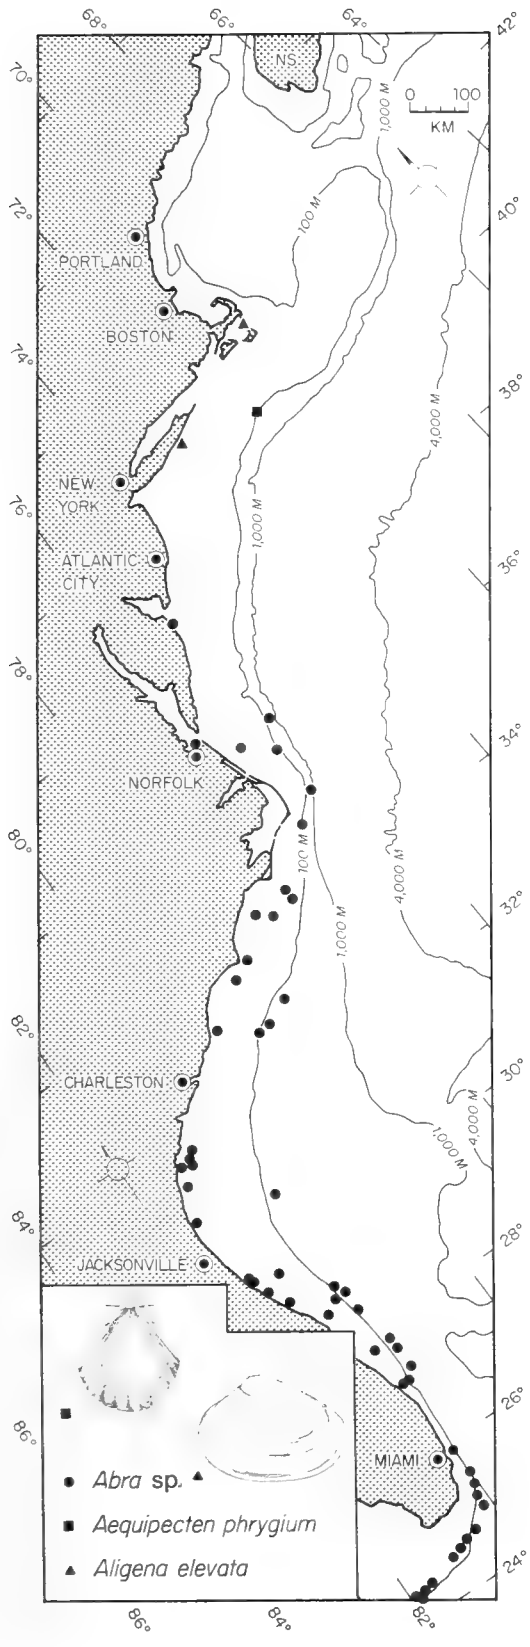 68°
66°
64°
42°
70°
NS
0 100
KM
1,000 M
40°
72°
100 M
PORTLAND
BOSTON
74°
38°
4,000 M
NEW
YORK
1,000 M
76°
ATLANTIC
CITY
36°
78°
34°
NORFOLK
80°
100 M
4,000 M
1,000 M
32°
82°
CHARLESTON
30°
4,000 M
1,000 M
84°
28°
JACKSONVILLE
26°
86°
MIAMI
Abra sp.
Aequipecten phrygium
Aligena elevata
24°
86°
84°
82°